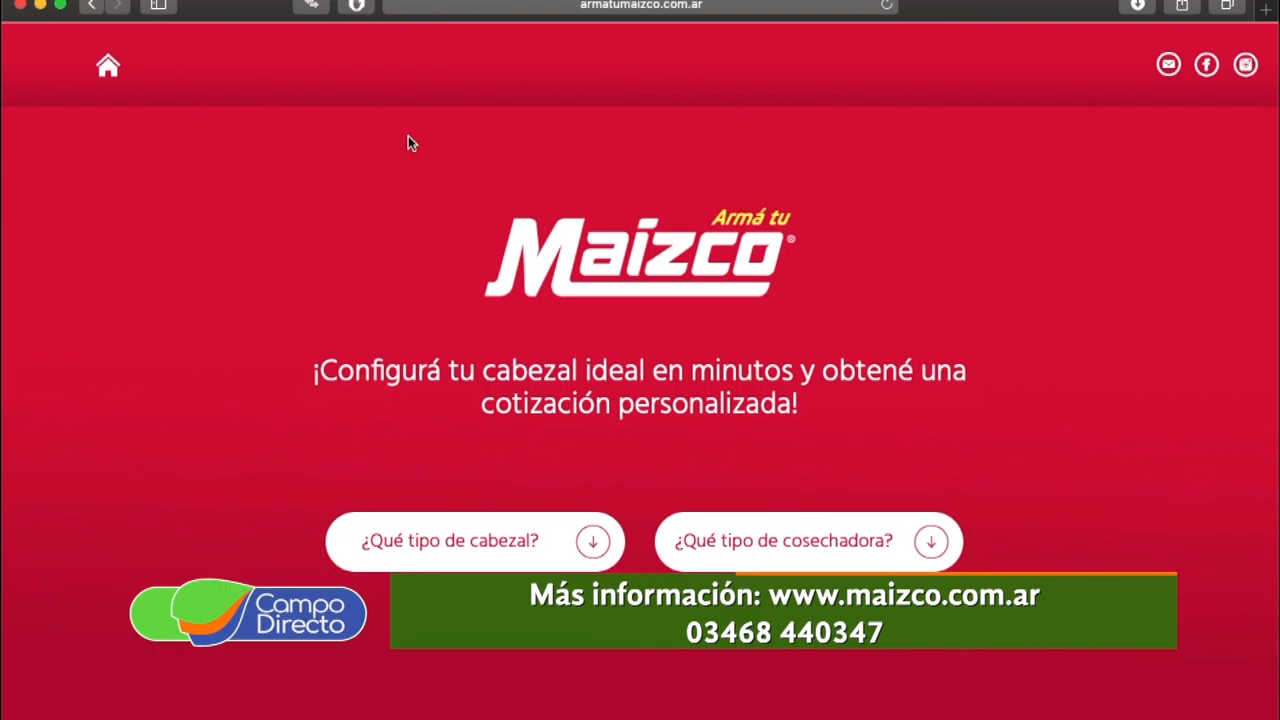 armatumaizco.com.ar
Armá tu
Maizco®
¡Configurá tu cabezal ideal en minutos y obtené una
cotización personalizada!
¿Qué tipo de cabezal?
¿Qué tipo de cosechadora?
Campo
Directo
Más información: www.maizco.com.ar
03468 440347